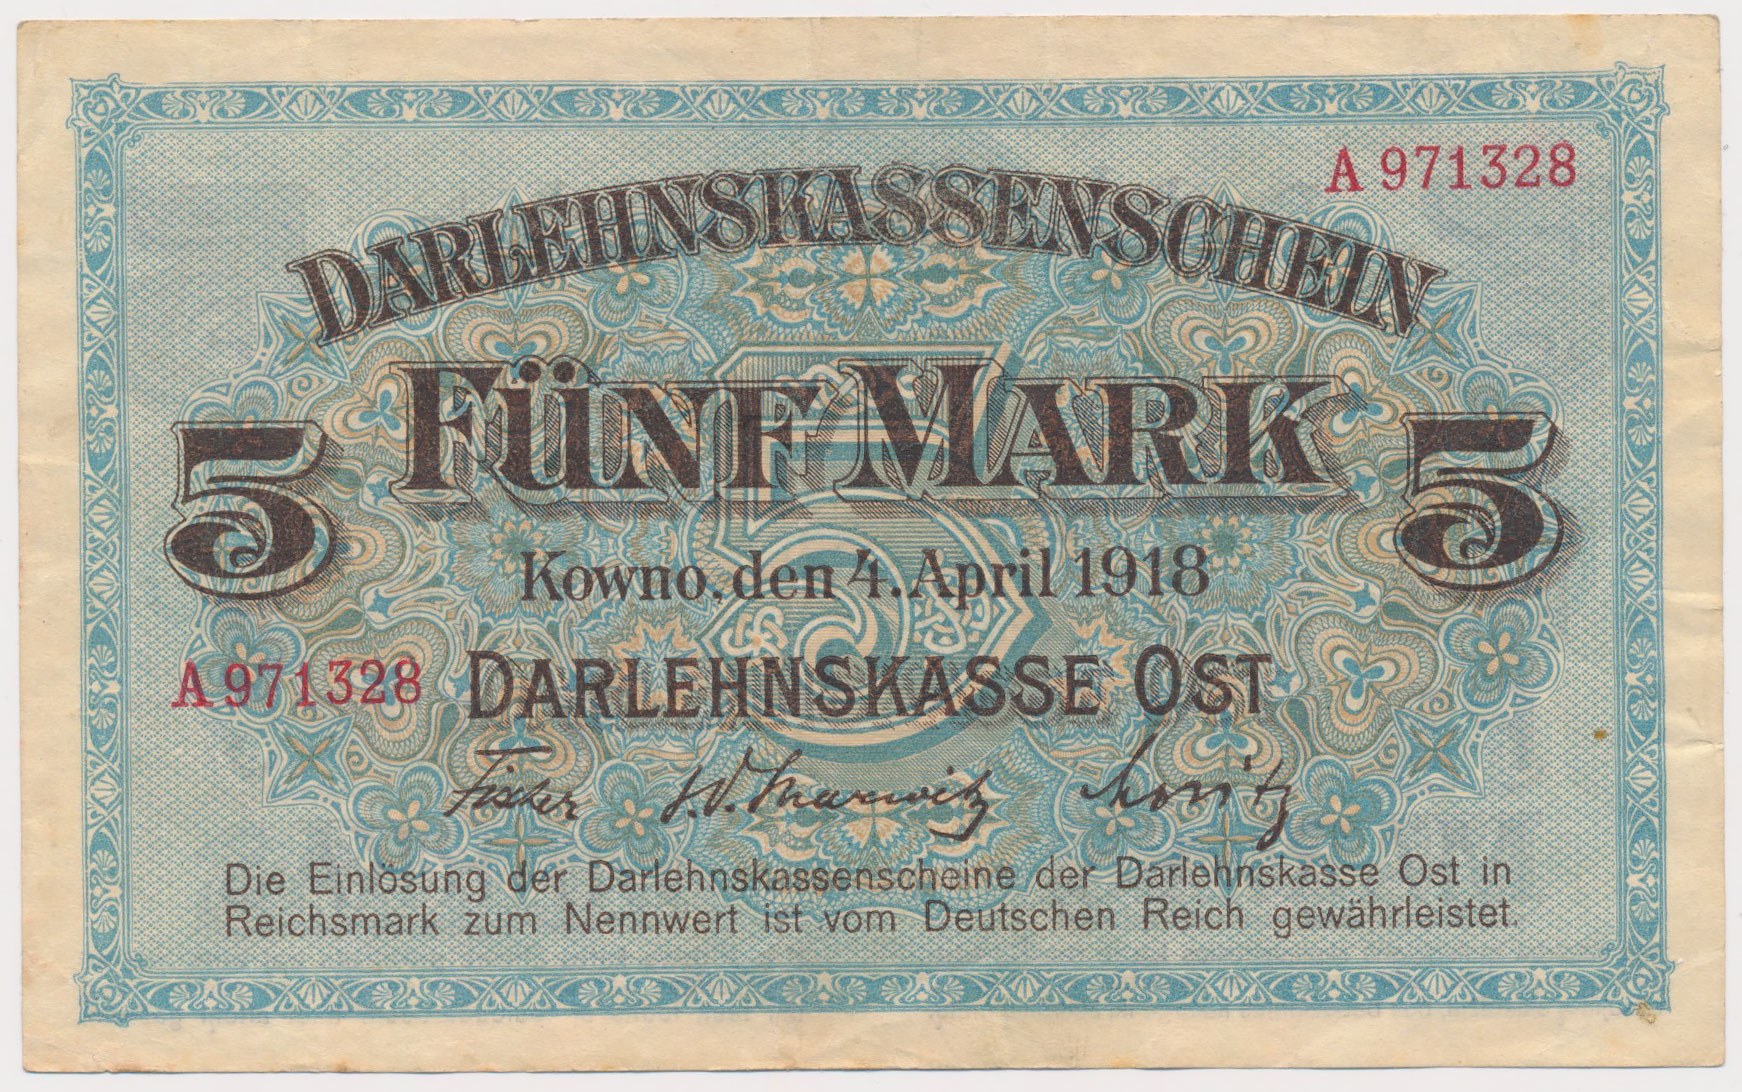 A 971328
DARLEHNSKASSENSCHEIN
5 FÜNF MARK 5
Kowno, den 4. April 1918
A 971328 DARLEHNSKASSE OST
Fischer
Die Einlösung der Darlehnskassenscheine der Darlehnskasse Ost in
Reichsmark zum Nennwert ist vom Deutschen Reich gewährleistet.